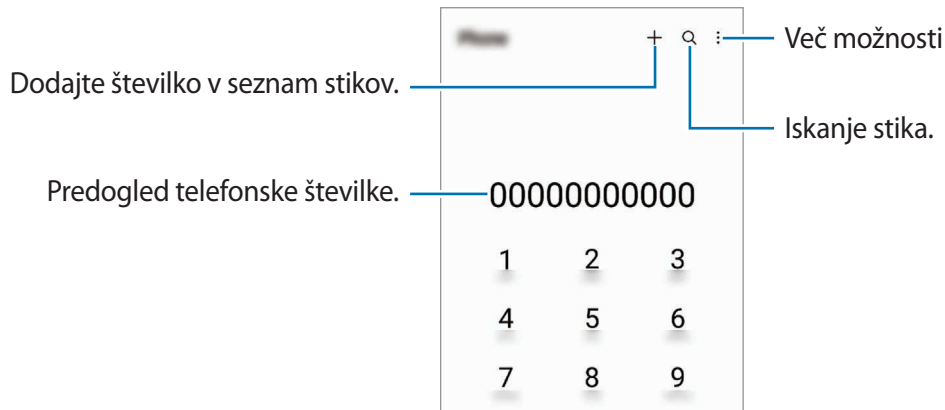 Več možnosti
Dodajte številko v seznam stikov.
Iskanje stika.
Predogled telefonske številke.
00000000000
1 2 3
4 5 6
7 8 9